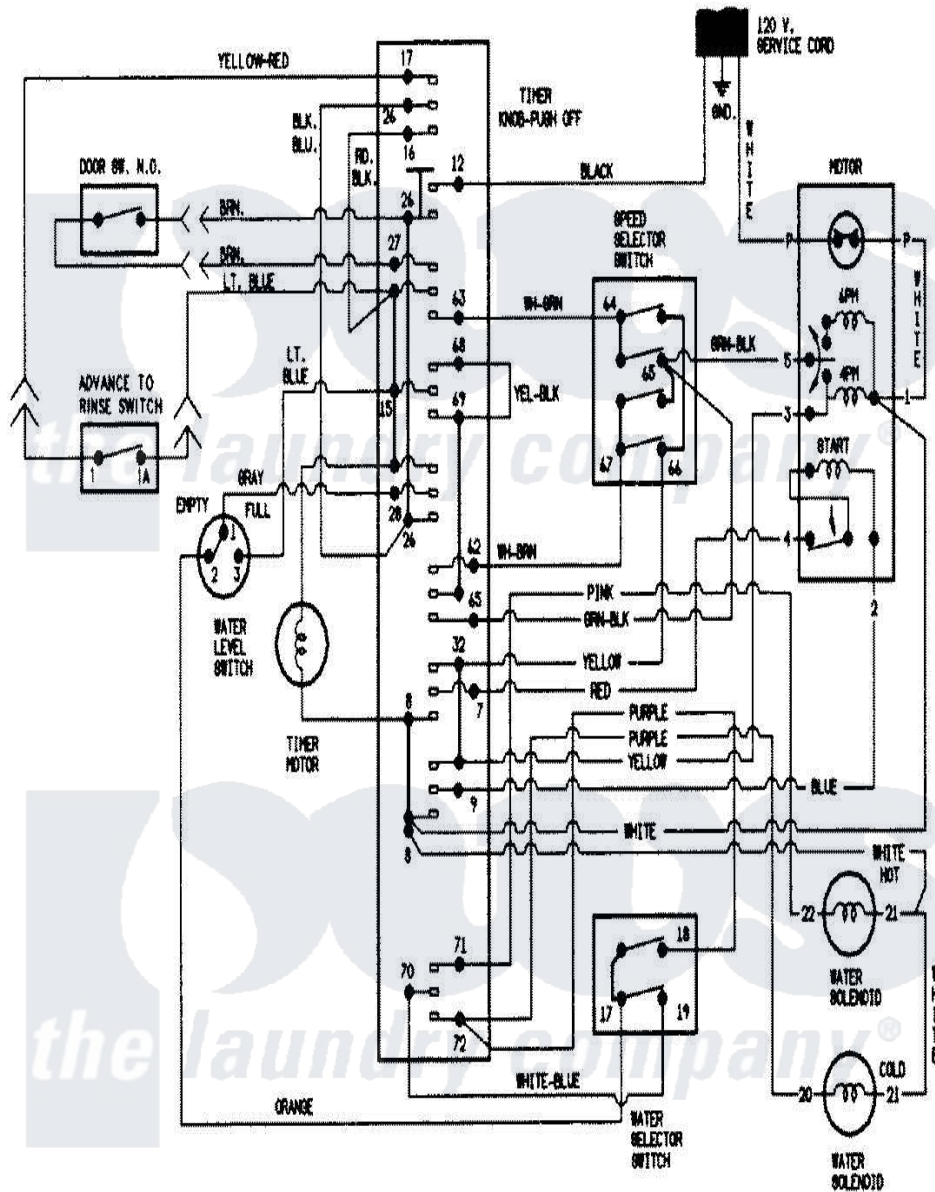 120 V.
SERVICE CORD
YELLOW-RED
17
TIMER
KNOB-PUSH OFF
GND.
BLK.
BLU.
26
16
RD.
BLK.
12
BLACK
WHITE
MOTOR
DOOR SW. N.O.
BRN.
26
SPEED
SELECTOR
SWITCH
P
P
BRN.
27
LT. BLUE
63
WH-BRN
64
6PM
WHITE
68
BRN-BLK
5
LT.
BLUE
YEL-BLK
65
4PM
1
ADVANCE TO
RINSE SWITCH
15
69
3
the laundry company®
1
1A
67
66
START
GRAY
EMPTY
FULL
28
26
1
2
3
4
62
WH-BRN
65
PINK
2
WATER
LEVEL
SWITCH
GRN-BLK
32
YELLOW
7
RED
8
PURPLE
TIMER
MOTOR
PURPLE
YELLOW
9
BLUE
WHITE
8
WHITE
HOT
22
21
71
18
70
WATER
SOLENOID
17
19
72
the laundry company®
WHITE-BLUE
COLD
20
21
ORANGE
WATER
SELECTOR
SWITCH
WATER
SOLENOID